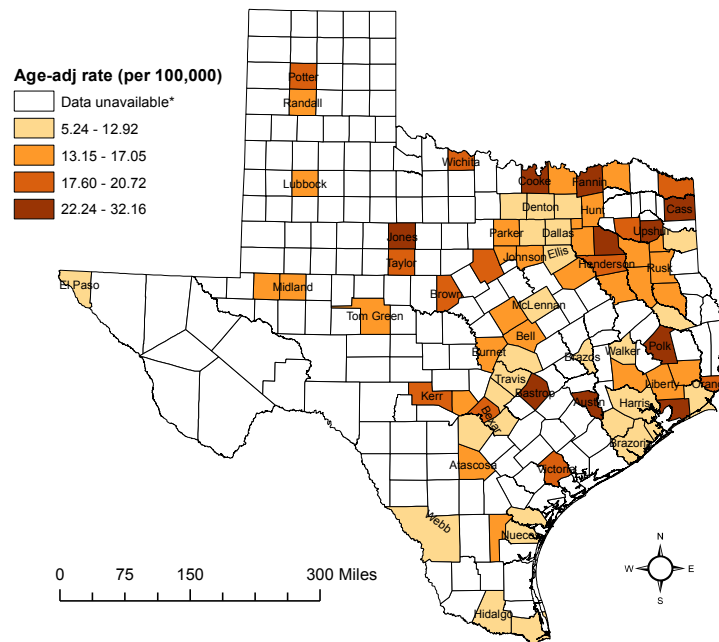 Age-adj rate (per 100,000)
Data unavailable*
5.24 - 12.92
13.15 - 17.05
17.60 - 20.72
22.24 - 32.16
Potter
Randall
Wichita
Cooke
Fannin
Lubbock
Denton
Hunt
Cass
Jones
Parker
Dallas
Upshur
Taylor
Johnson
Ellis
Henderson
Rusk
El Paso
Midland
Brown
McLennan
Tom Green
Bell
Burnet
Brazos
Walker
Polk
Travis
Liberty
Orange
Kerr
Bastrop
Austin
Harris
Bexar
Brazoria
Atascosa
Victoria
Webb
Nueces
Hidalgo
N
W
E
S
0
75
150
300 Miles